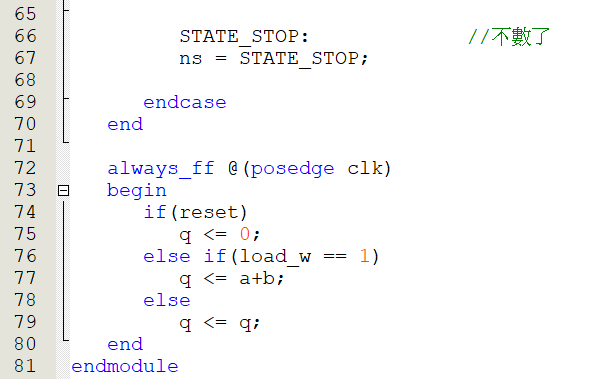 65
66 STATE_STOP: //不數了
67 ns = STATE_STOP;
68
69 endcase
70 end
71
72 always_ff @(posedge clk)
73 begin
74 if(reset)
75 q <= 0;
76 else if(load_w == 1)
77 q <= a+b;
78 else
79 q <= q;
80 end
81 endmodule